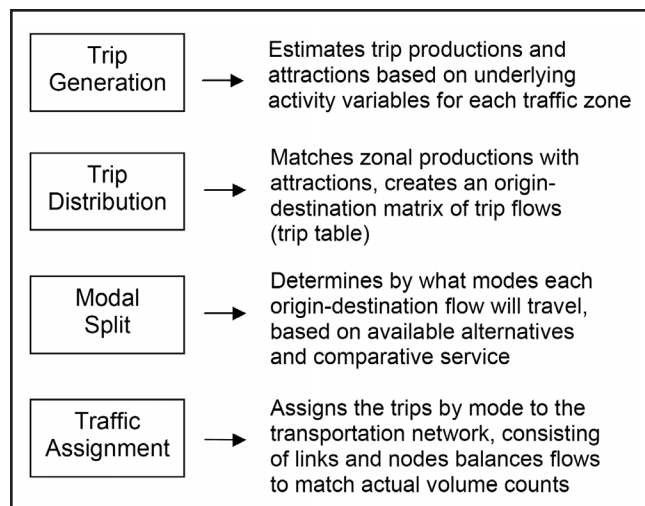 Trip
Generation
Estimates trip productions and
attractions based on underlying
activity variables for each traffic zone
Trip
Distribution
Matches zonal productions with
attractions, creates an origin-
destination matrix of trip flows
(trip table)
Modal
Split
Determines by what modes each
origin-destination flow will travel,
based on available alternatives
and comparative service
Traffic
Assignment
Assigns the trips by mode to the
transportation network, consisting
of links and nodes balances flows
to match actual volume counts